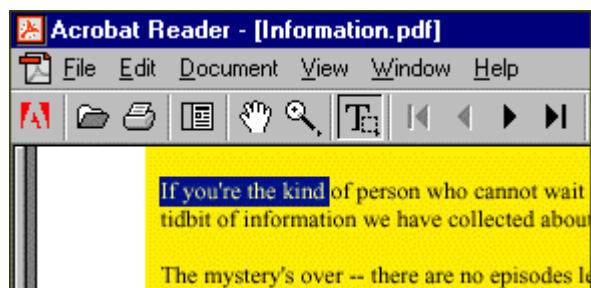 Acrobat Reader - [Information.pdf]
File Edit Document View Window Help
If you're the kind of person who cannot wait
tidbit of information we have collected about
The mystery's over -- there are no episodes